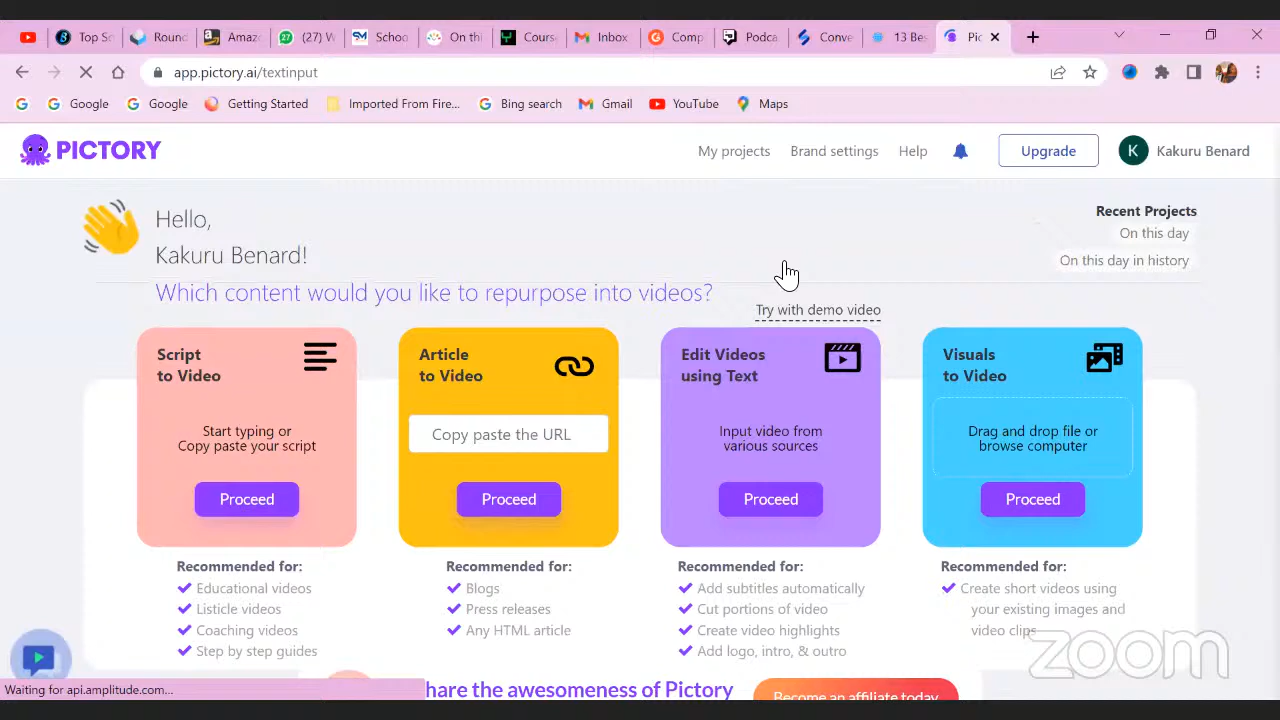 Top Sn
Round
Amaz
(27) W
Schoo
On thi
Cours
Inbox
Comp
Podca
Conve
13 Bes
Pic
app.pictory.ai/textinput
Google
Google
Getting Started
Imported From Fire...
Bing search
Gmail
YouTube
Maps
PICTORY
My projects
Brand settings
Help
Upgrade
K
Kakuru Benard
Hello,
Kakuru Benard!
Recent Projects
On this day
On this day in history
Which content would you like to repurpose into videos?
Try with demo video
Script
to Video
Start typing or
Copy paste your script
Proceed
Recommended for:
Educational videos
Listicle videos
Coaching videos
Step by step guides
Article
to Video
Copy paste the URL
Proceed
Recommended for:
Blogs
Press releases
Any HTML article
Edit Videos
using Text
Input video from
various sources
Proceed
Recommended for:
Add subtitles automatically
Cut portions of video
Create video highlights
Add logo, intro, & outro
Visuals
to Video
Drag and drop file or
browse computer
Proceed
Recommended for:
Create short videos using
your existing images and
video clips
zoom
Waiting for api.amplitude.com...
hare the awesomeness of Pictory
Become an affiliate today